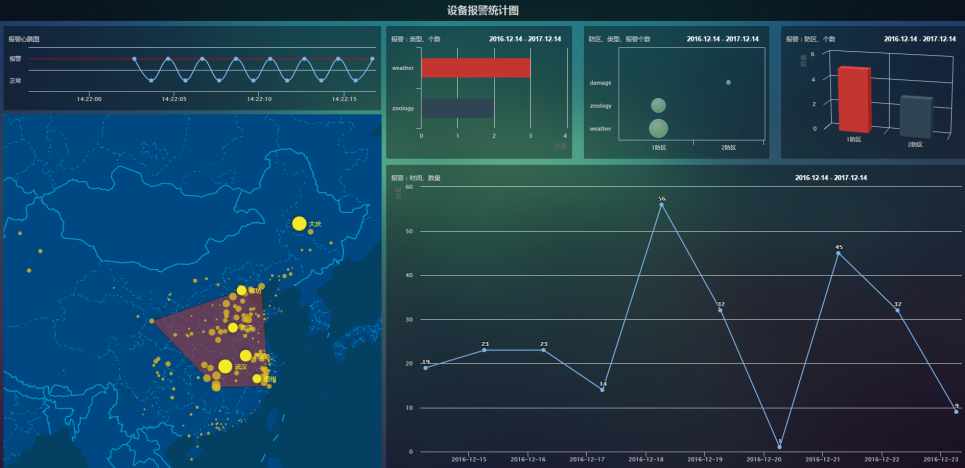 设备报警统计图
报警心跳图
报警
正常
14:22:00 14:22:05 14:22:10 14:22:15
报警：类型、个数 2016-12-14 - 2017-12-14
weather
zoology
0 1 2 3 4
数量
防区、类型、报警个数 2016-12-14 - 2017-12-14
damage
zoology
weather
1防区 2防区
报警：防区、个数 2016-12-14 - 2017-12-14
数量
6
4
2
0
1防区
2防区
大庆
武汉
报警：时间、数量 2016-12-14 - 2017-12-14
数量
60
50
40
30
20
10
0
19 23 23 14 56 32 1 45 32 9
2016-12-15 2016-12-16 2016-12-17 2016-12-18 2016-12-19 2016-12-20 2016-12-21 2016-12-22 2016-12-23